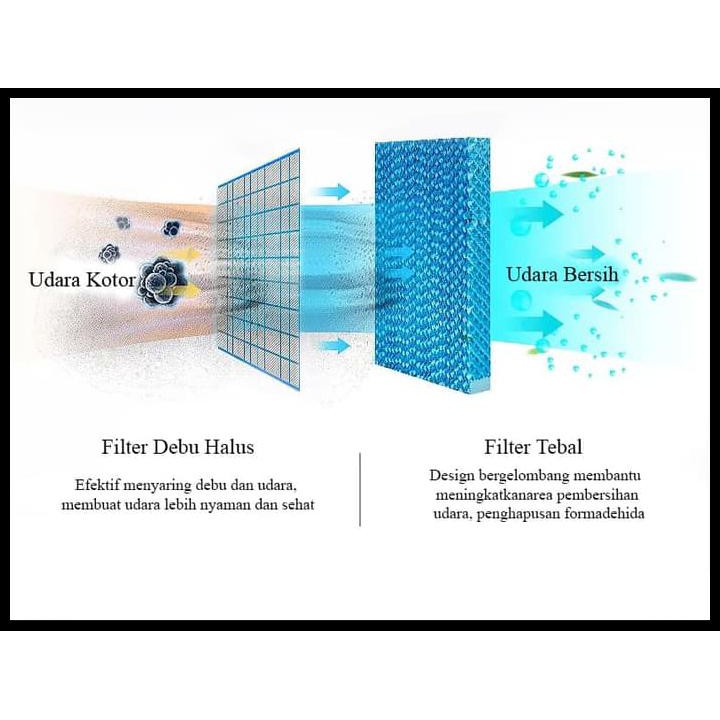 Udara Kotor
Udara Bersih
Filter Debu Halus
Efektif menyaring debu dan udara,
membuat udara lebih nyaman dan sehat
Filter Tebal
Design bergelombang membantu
meningkatkanarea pembersihan
udara, penghapusan formadehida